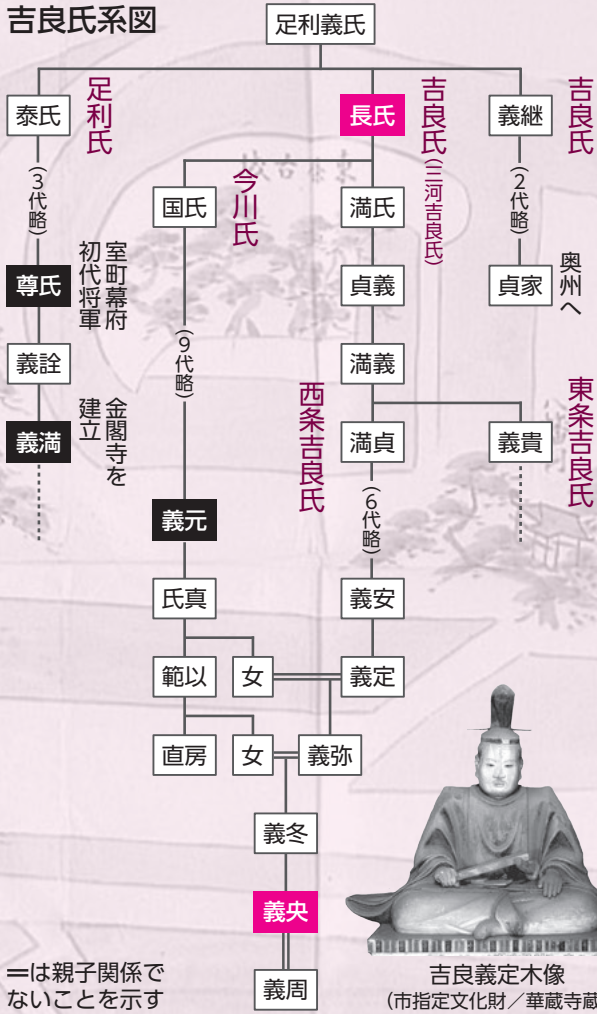 吉良氏系図
足利義氏
泰氏
足利氏
長氏
吉良氏(三河吉良氏)
義継
吉良氏
(3代略)
国氏
今川氏
満氏
(2代略)
尊氏
室町幕府
初代将軍
貞義
貞家
奥州へ
義詮
(9代略)
満義
義満
金閣寺を
建立
西条吉良氏
満貞
義貴
東条吉良氏
(6代略)
義元
氏真
義安
範以
女
義定
直房
女
義弥
義冬
義央
義周
=は親子関係で
ないことを示す
吉良義定木像
(市指定文化財/華蔵寺蔵